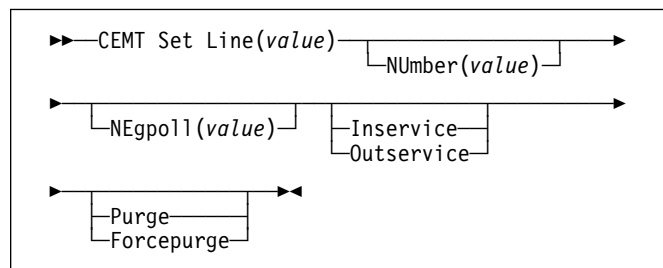 CEMT Set Line(value)
NUmber(value)
NEgpoll(value)
Inservice
Outservice
Purge
Forcepurge